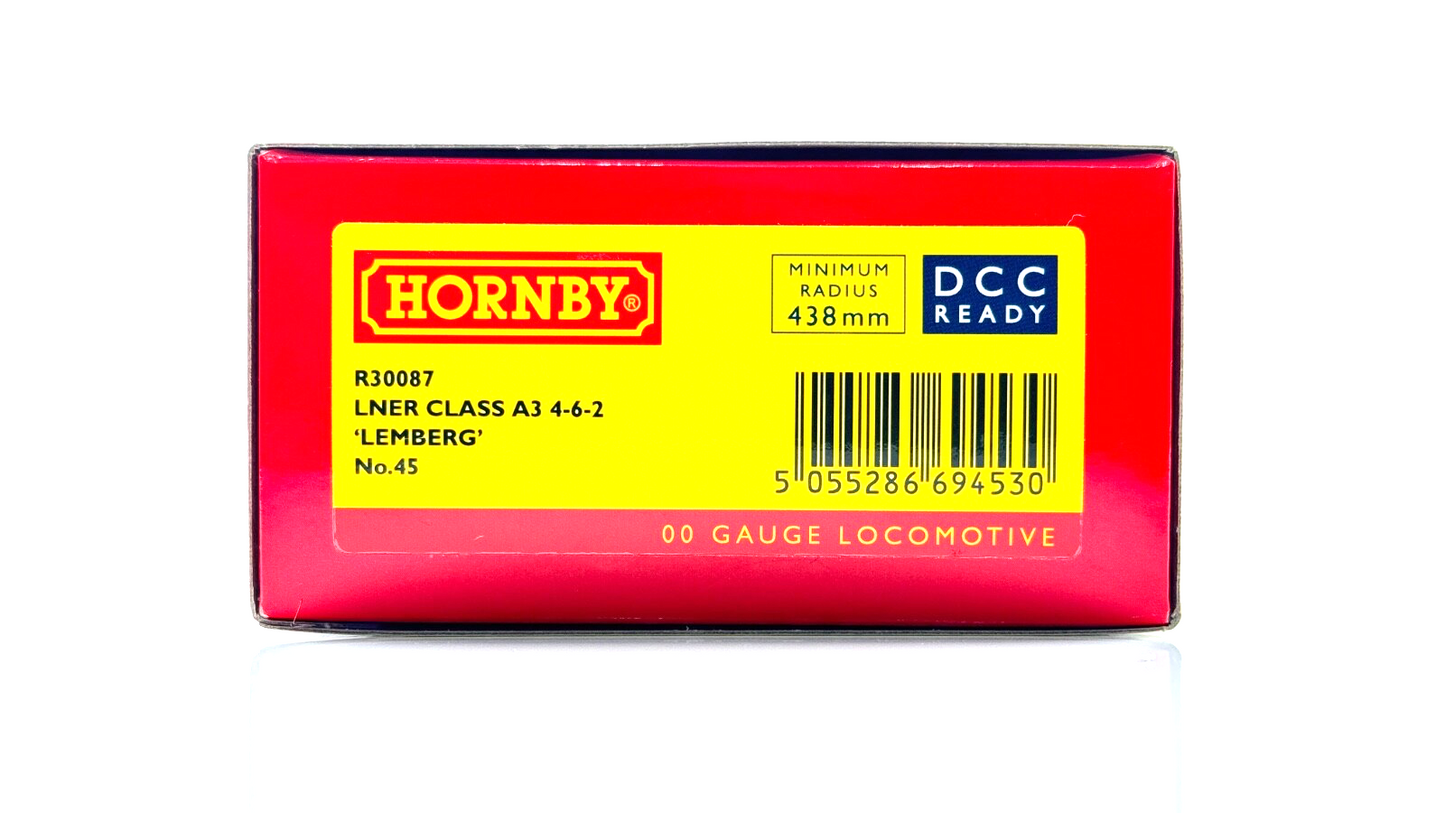 HORNBY®
MINIMUM
RADIUS
438mm
DCC
READY
R30087
LNER CLASS A3 4-6-2
‘LEMBERG’
No.45
5 055286 694530
00 GAUGE LOCOMOTIVE